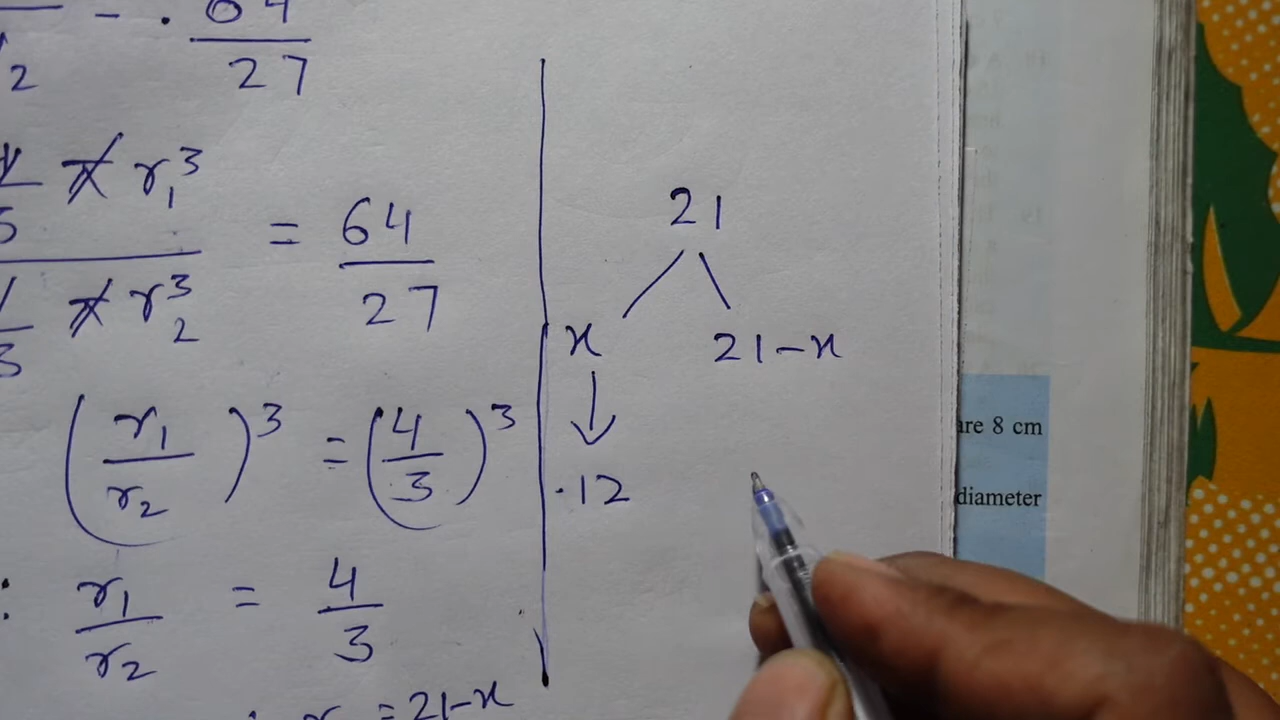 — - · 64/27
2
π r₁³ / 3 π r₂³ = 64/27
(r₁/r₂)³ = (4/3)³
: r₁/r₂ = 4/3
= 21-x
21
x 21-x
↓
·12
are 8 cm
diameter